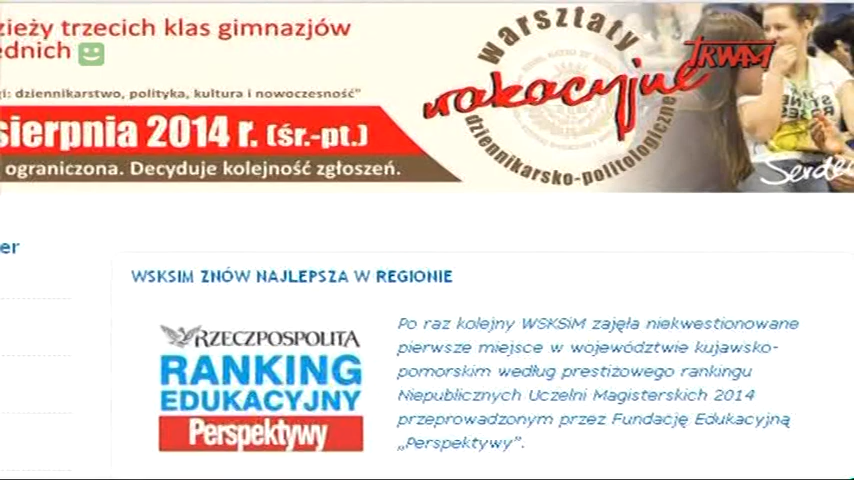 zieży trzecich klas gimnazjów
ednich
gi: dziennikarstwo, polityka, kultura i nowoczesność"
sierpnia 2014 r. (śr.-pt.)
ograniczona. Decyduje kolejność zgłoszeń.
warsztaty
wakacyjne
dziennikarsko-politologiczne
TRWAM
Serdec
er
WSKSIM ZNÓW NAJLEPSZA W REGIONIE
RZECZPOSPOLITA
RANKING
EDUKACYJNY
Perspektywy
Po raz kolejny WSKSiM zajęła niekwestionowane
pierwsze miejsce w województwie kujawsko-
pomorskim według prestiżowego rankingu
Niepublicznych Uczelni Magisterskich 2014
przeprowadzonym przez Fundację Edukacyjną
„Perspektywy”.